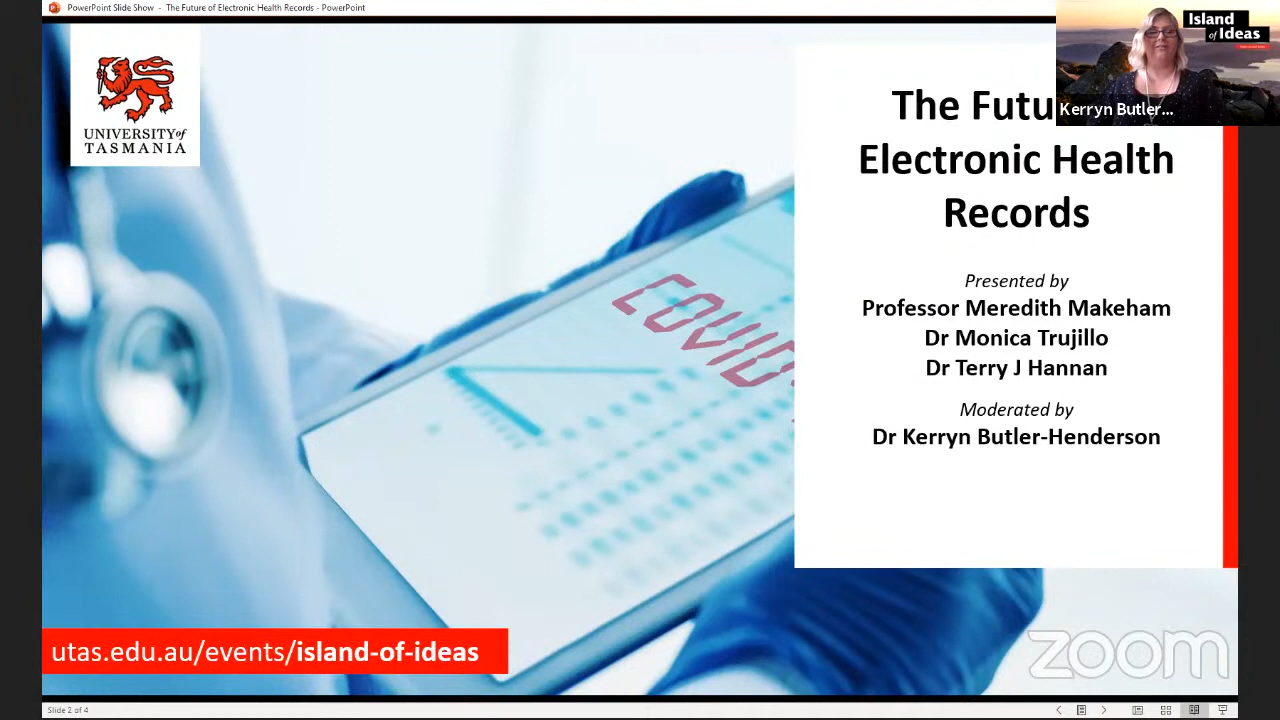 PowerPoint Slide Show - The Future of Electronic Health Records - PowerPoint
Island
of Ideas
Kerryn Butler...
UNIVERSITY of
TASMANIA
The Futu
Electronic Health
Records
Presented by
Professor Meredith Makeham
Dr Monica Trujillo
Dr Terry J Hannan
Moderated by
Dr Kerryn Butler-Henderson
COVID
utas.edu.au/events/island-of-ideas
zoom
Slide 2 of 4